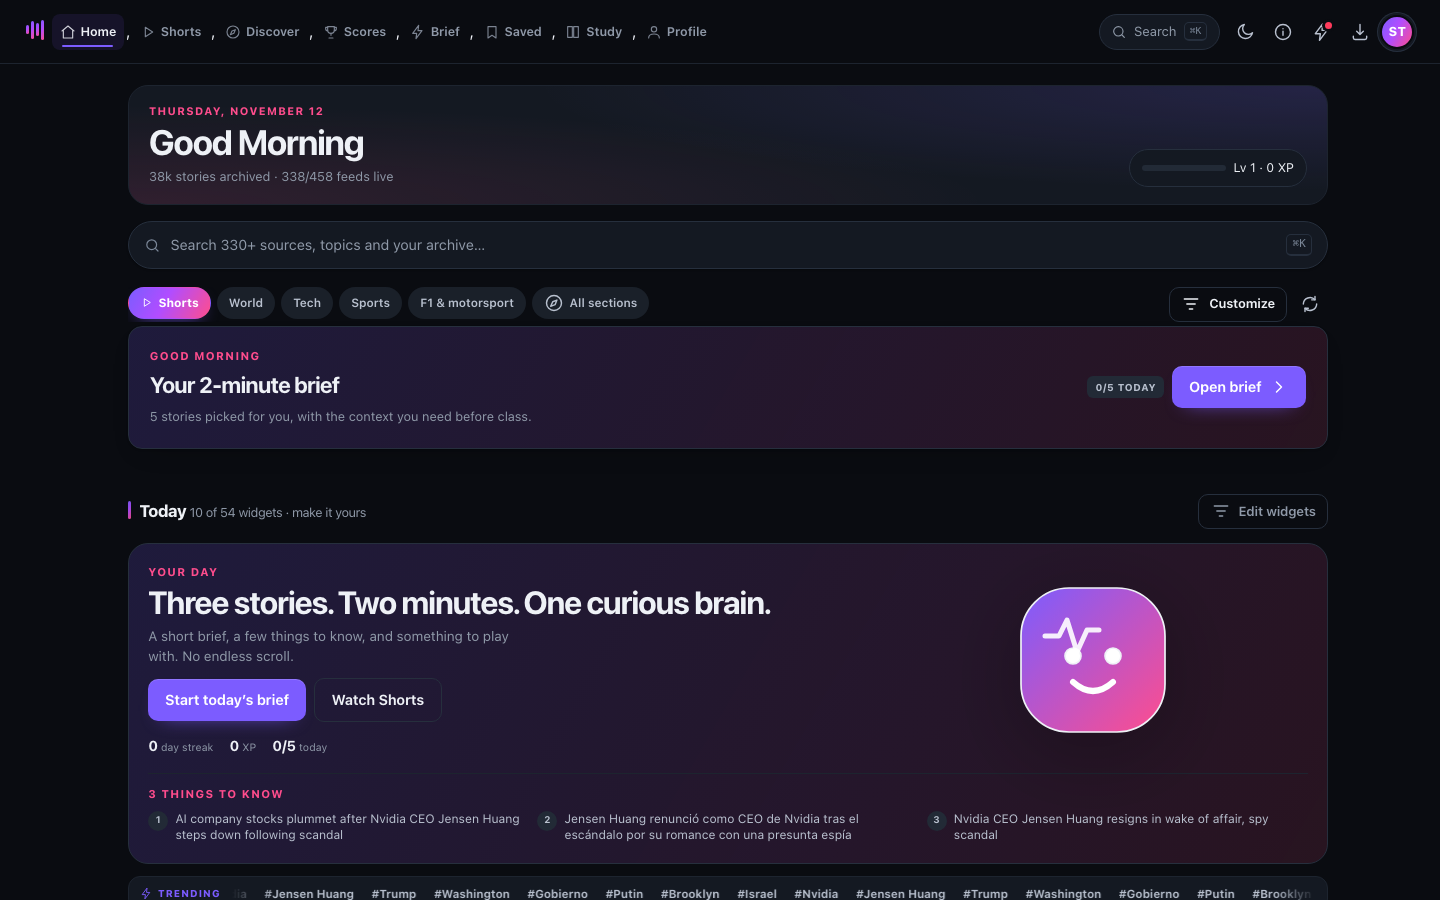 Home , Shorts , Discover , Scores , Brief , Saved , Study , Profile
Search ⌘K
ST
THURSDAY, NOVEMBER 12
Good Morning
38k stories archived · 338/458 feeds live
Lv 1 · 0 XP
Search 330+ sources, topics and your archive...
⌘K
Shorts World Tech Sports F1 & motorsport All sections
Customize
GOOD MORNING
Your 2-minute brief
5 stories picked for you, with the context you need before class.
0/5 TODAY
Open brief
Today 10 of 54 widgets · make it yours
Edit widgets
YOUR DAY
Three stories. Two minutes. One curious brain.
A short brief, a few things to know, and something to play
with. No endless scroll.
Start today's brief
Watch Shorts
0 day streak 0 XP 0/5 today
3 THINGS TO KNOW
1 AI company stocks plummet after Nvidia CEO Jensen Huang
steps down following scandal
2 Jensen Huang renunció como CEO de Nvidia tras el
escándalo por su romance con una presunta espía
3 Nvidia CEO Jensen Huang resigns in wake of affair, spy
scandal
TRENDING #Jensen Huang #Trump #Washington #Gobierno #Putin #Brooklyn #Israel #Nvidia #Jensen Huang #Trump #Washington #Gobierno #Putin #Brooklyn